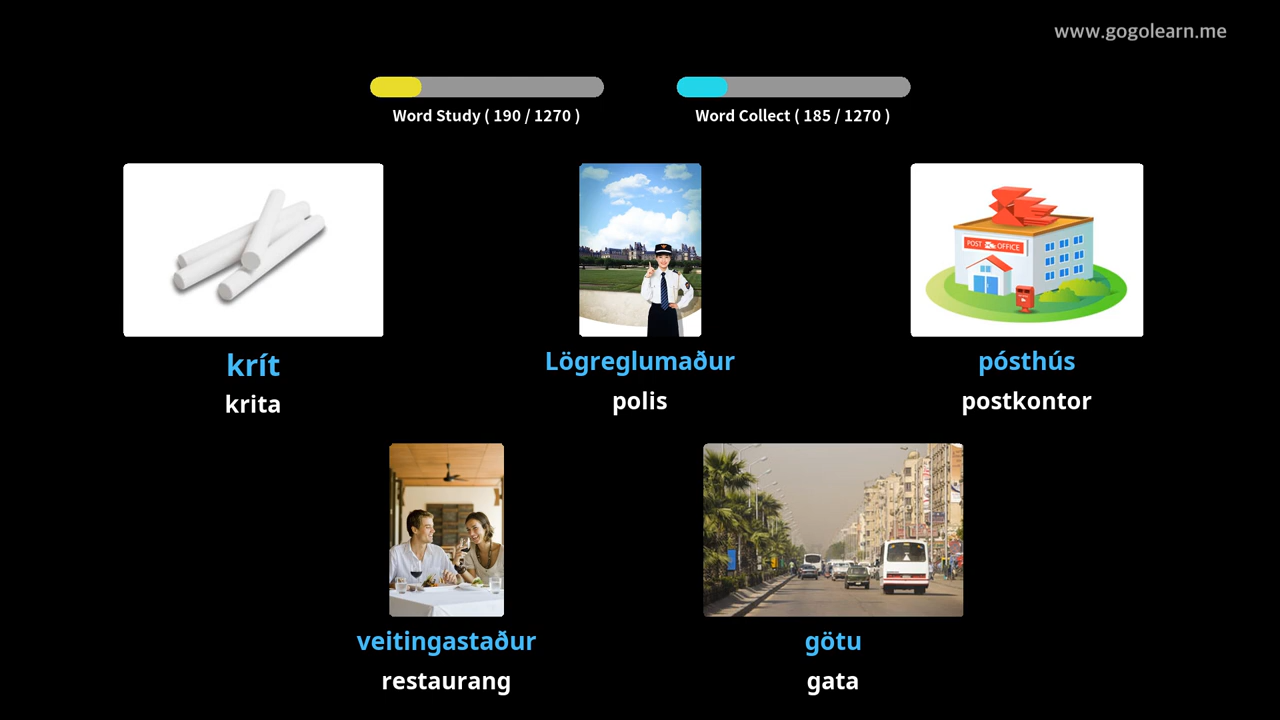 www.gogolearn.me
Word Study ( 190 / 1270 )
Word Collect ( 185 / 1270 )
POST OFFICE
krít
krita
Lögreglumaður
polis
pósthús
postkontor
veitingastaður
restaurang
götu
gata